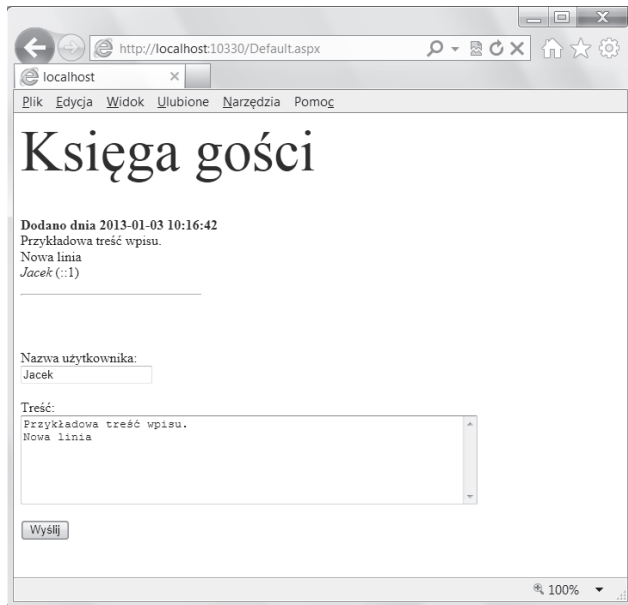 http://localhost:10330/Default.aspx
localhost
Plik Edycja Widok Ulubione Narzędzia Pomoc
Księga gości
Dodano dnia 2013-01-03 10:16:42
Przykładowa treść wpisu.
Nowa linia
Jacek (::1)
Nazwa użytkownika:
Jacek
Treść:
Przykładowa treść wpisu.
Nowa linia
Wyślij
100%